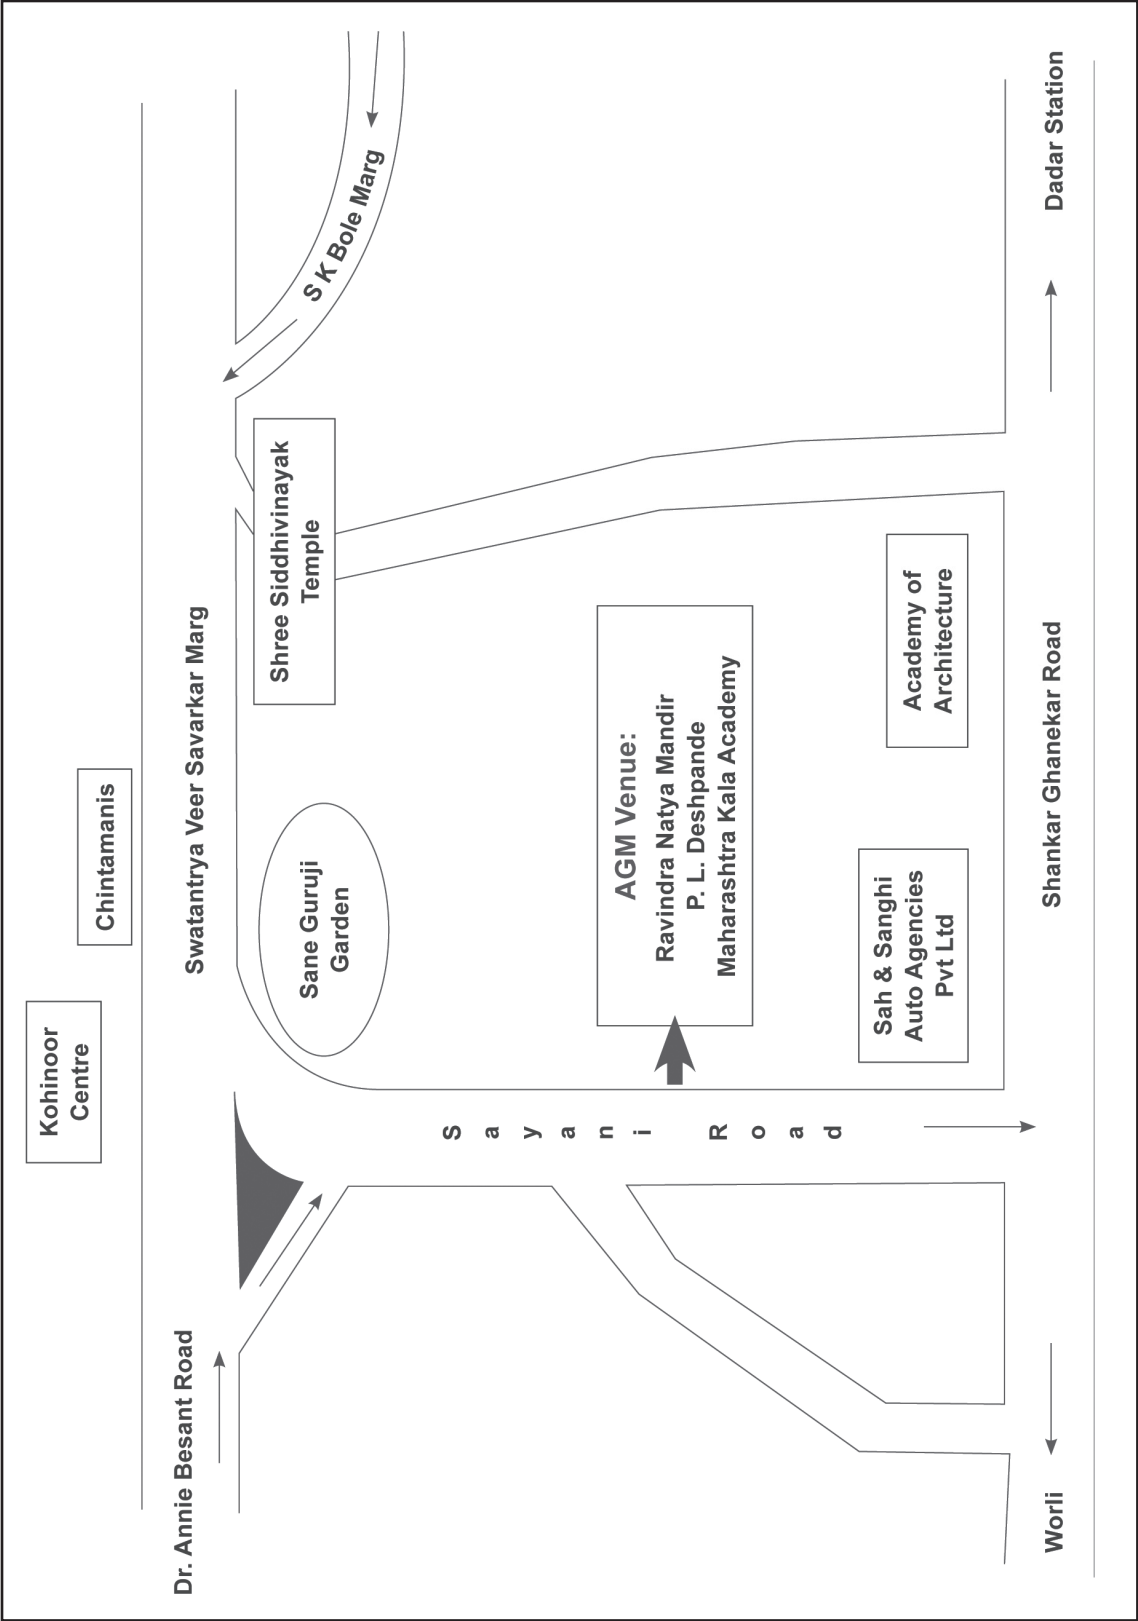 Kohinoor
Centre
Chintamanis
Dr. Annie Besant Road
Swatantrya Veer Savarkar Marg
S K Bole Marg
Sane Guruji
Garden
Shree Siddhivinayak
Temple
Sayani Road
AGM Venue:
Ravindra Natya Mandir
P. L. Deshpande
Maharashtra Kala Academy
Sah & Sanghi
Auto Agencies
Pvt Ltd
Academy of
Architecture
Worli
Shankar Ghanekar Road
Dadar Station